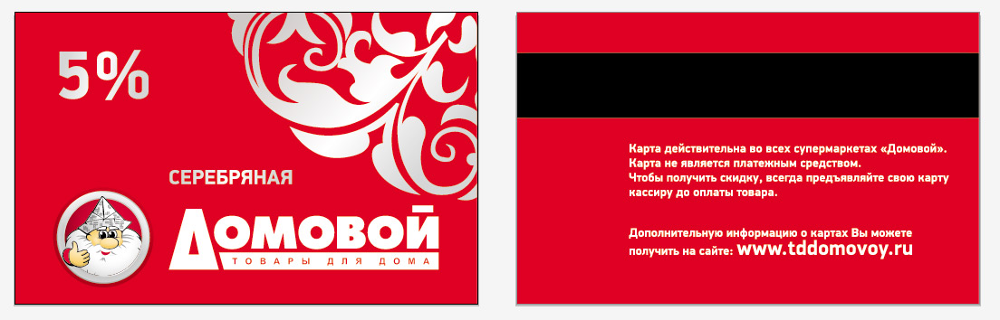 5%
СЕРЕБРЯНАЯ
ДОМОВОЙ
ТОВАРЫ ДЛЯ ДОМА
Карта действительна во всех супермаркетах «Домовой».
Карта не является платежным средством.
Чтобы получить скидку, всегда предъявляйте свою карту
кассиру до оплаты товара.
Дополнительную информацию о картах Вы можете
получить на сайте: www.tddomovoy.ru